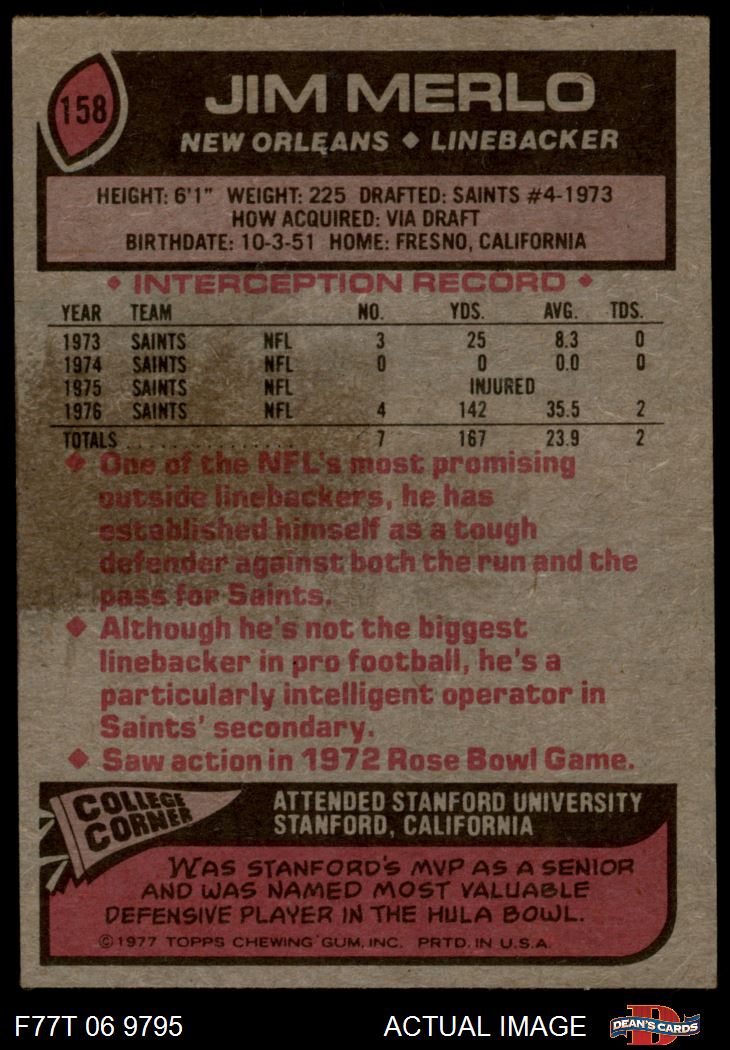 158
JIM MERLO
NEW ORLEANS ◆ LINEBACKER
HEIGHT: 6'1" WEIGHT: 225 DRAFTED: SAINTS #4-1973
HOW ACQUIRED: VIA DRAFT
BIRTHDATE: 10-3-51 HOME: FRESNO, CALIFORNIA
◆ INTERCEPTION RECORD ◆
YEAR TEAM NO. YDS. AVG. TDS.
1973 SAINTS NFL 3 25 8.3 0
1974 SAINTS NFL 0 0 0.0 0
1975 SAINTS NFL INJURED
1976 SAINTS NFL 4 142 35.5 2
TOTALS .............. 7 167 23.9 2
◆ One of the NFL's most promising
outside linebackers, he has
established himself as a tough
defender against both the run and the
pass for Saints.
◆ Although he's not the biggest
linebacker in pro football, he's a
particularly intelligent operator in
Saints' secondary.
◆ Saw action in 1972 Rose Bowl Game.
COLLEGE
CORNER
ATTENDED STANFORD UNIVERSITY
STANFORD, CALIFORNIA
WAS STANFORD'S MVP AS A SENIOR
AND WAS NAMED MOST VALUABLE
DEFENSIVE PLAYER IN THE HULA BOWL.
©1977 TOPPS CHEWING GUM, INC. PRTD. IN U.S.A.
F77T 06 9795 ACTUAL IMAGE
D
DEAN'S CARDS